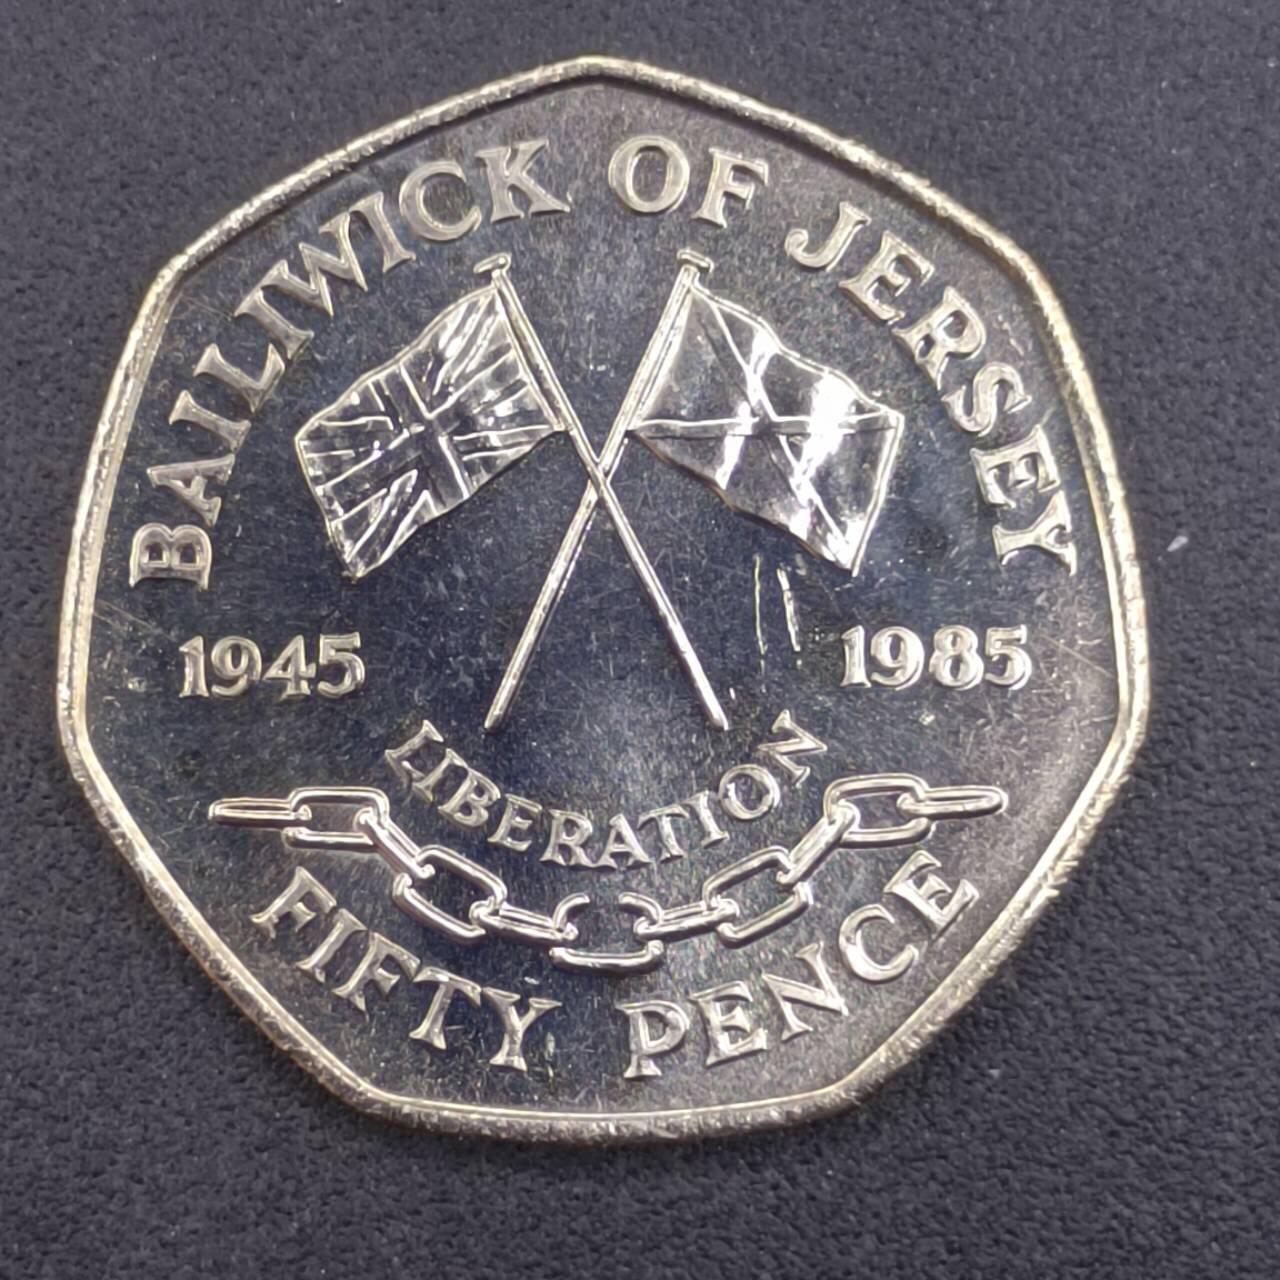 BAILIWICK OF JERSEY
1945
1985
LIBERATION
FIFTY PENCE